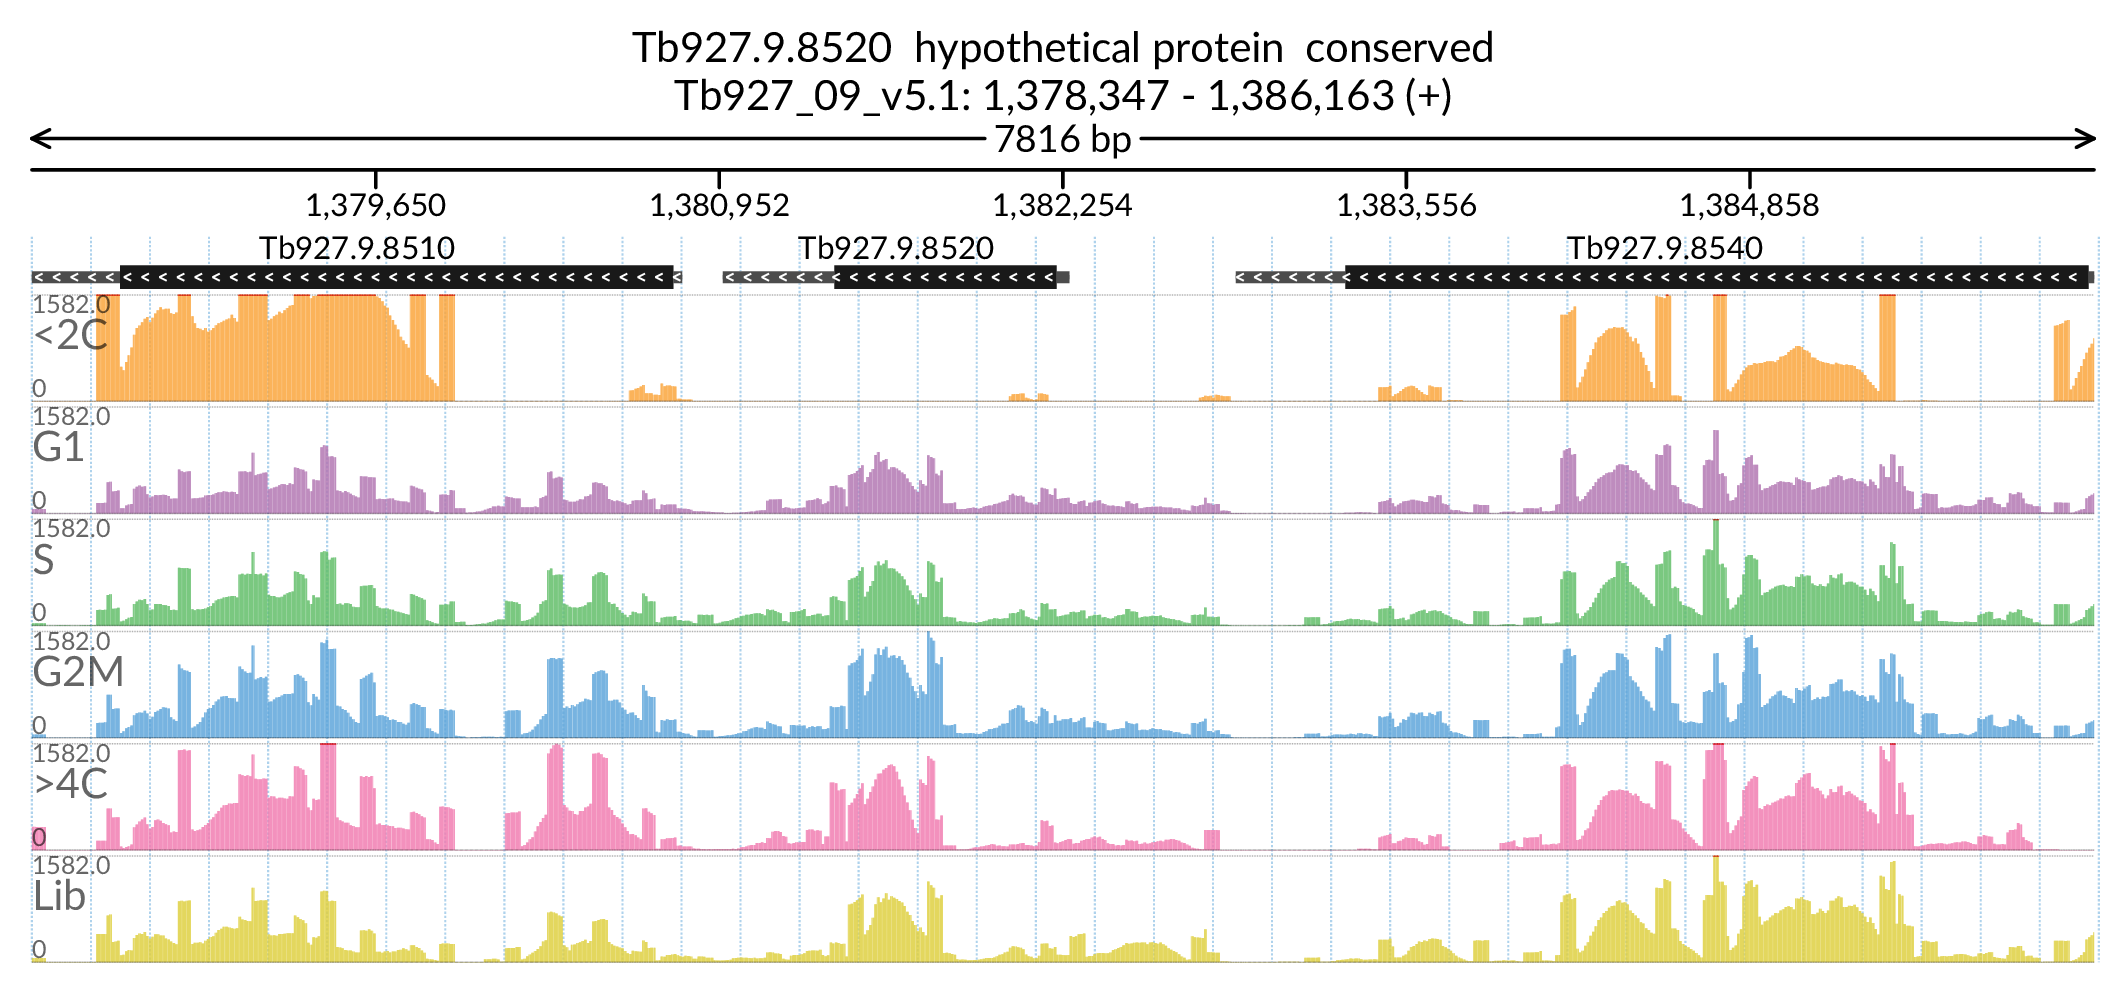 Tb927.9.8520  hypothetical protein  conserved
Tb927_09_v5.1: 1,378,347 - 1,386,163 (+)
7816 bp
1,379,650 1,380,952 1,382,254 1,383,556 1,384,858
Tb927.9.8510 Tb927.9.8520 Tb927.9.8540
1582.0
<2C
0
1582.0
G1
0
1582.0
S
0
1582.0
G2M
0
1582.0
>4C
0
1582.0
Lib
0